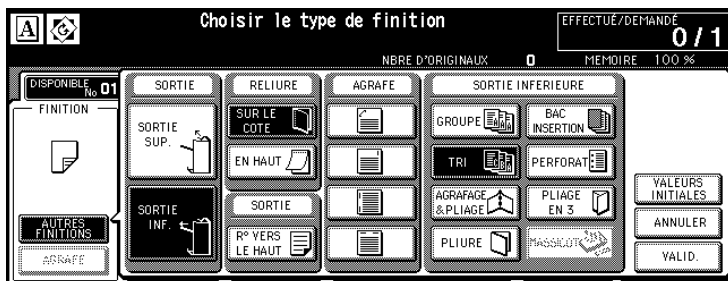 A
Choisir le type de finition
EFFECTUÉ/DEMANDÉ
0 / 1
NBRE D'ORIGINAUX 0 MEMOIRE 100 %
DISPONIBLE No 01
FINITION
AUTRES
FINITIONS
AGRAFE
SORTIE
SORTIE
SUP.
SORTIE
INF.
RELIURE
SUR LE
COTE
EN HAUT
SORTIE
Rº VERS
LE HAUT
AGRAFE
SORTIE INFERIEURE
GROUPE
BAC
INSERTION
TRI
PERFORAT
AGRAFAGE
&PLIAGE
PLIAGE
EN 3
PLIURE
MASSICOT
VALEURS
INITIALES
ANNULER
VALID.